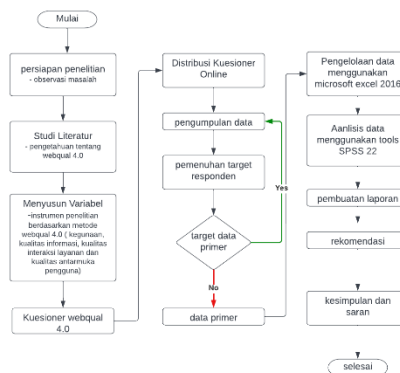 Mulai
persiapan penelitian
- observasi masalah
Studi Literatur
- pengetahuan tentang
webqual 4.0
Menyusun Variabel
-instrumen penelitian
berdasarkan metode
webqual 4.0 ( kegunaan,
kualitas informasi, kualitas
interaksi layanan dan
kualitas antarmuka
pengguna)
Kuesioner webqual
4.0
Distribusi Kuesioner
Online
pengumpulan data
pemenuhan target
responden
Yes
target data
primer
No
data primer
Pengelolaan data
menggunakan
microsoft excel 2016
Aanlisis data
menggunakan tools
SPSS 22
pembuatan laporan
rekomendasi
kesimpulan dan
saran
selesai